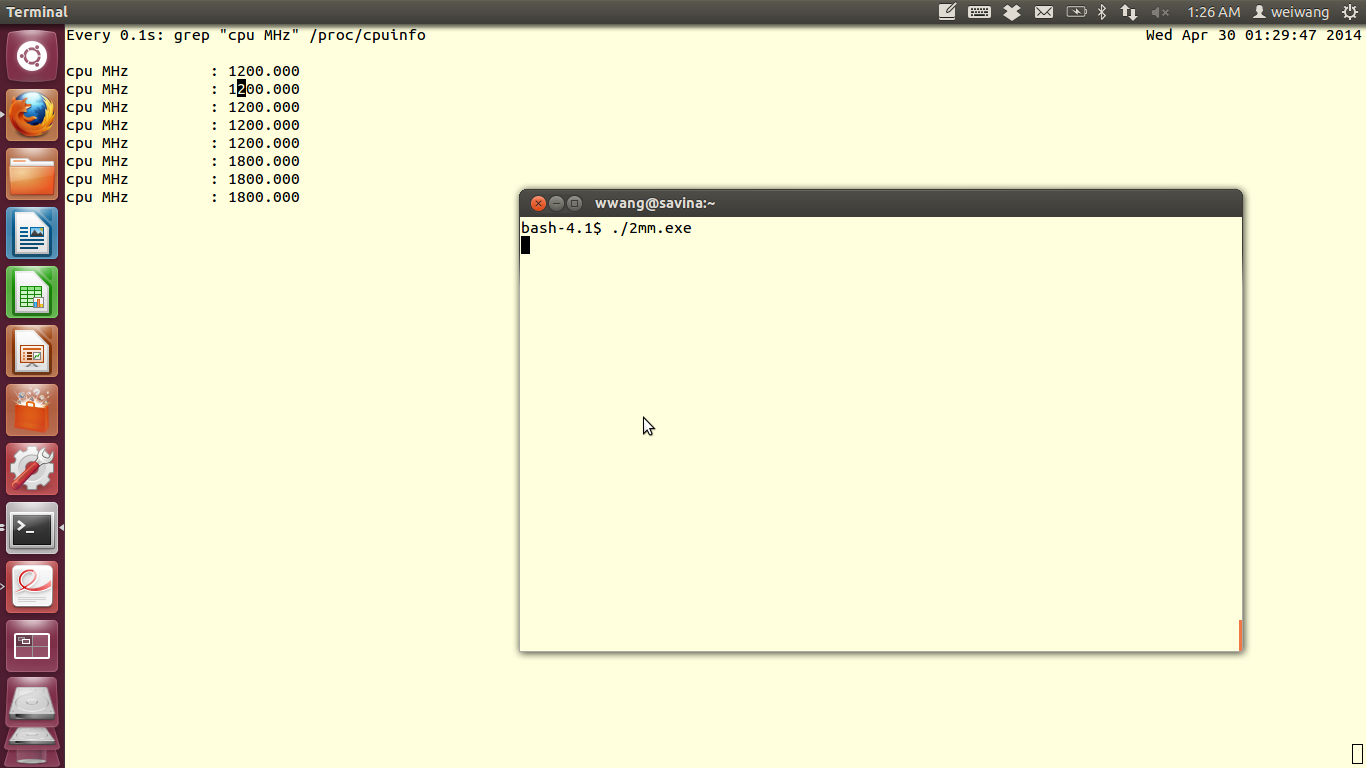 Terminal
1:26 AM weiwang
Every 0.1s: grep "cpu MHz" /proc/cpuinfo Wed Apr 30 01:29:47 2014
cpu MHz : 1200.000
cpu MHz : 1200.000
cpu MHz : 1200.000
cpu MHz : 1200.000
cpu MHz : 1200.000
cpu MHz : 1800.000
cpu MHz : 1800.000
cpu MHz : 1800.000
wwang@savina:~
bash-4.1$ ./2mm.exe